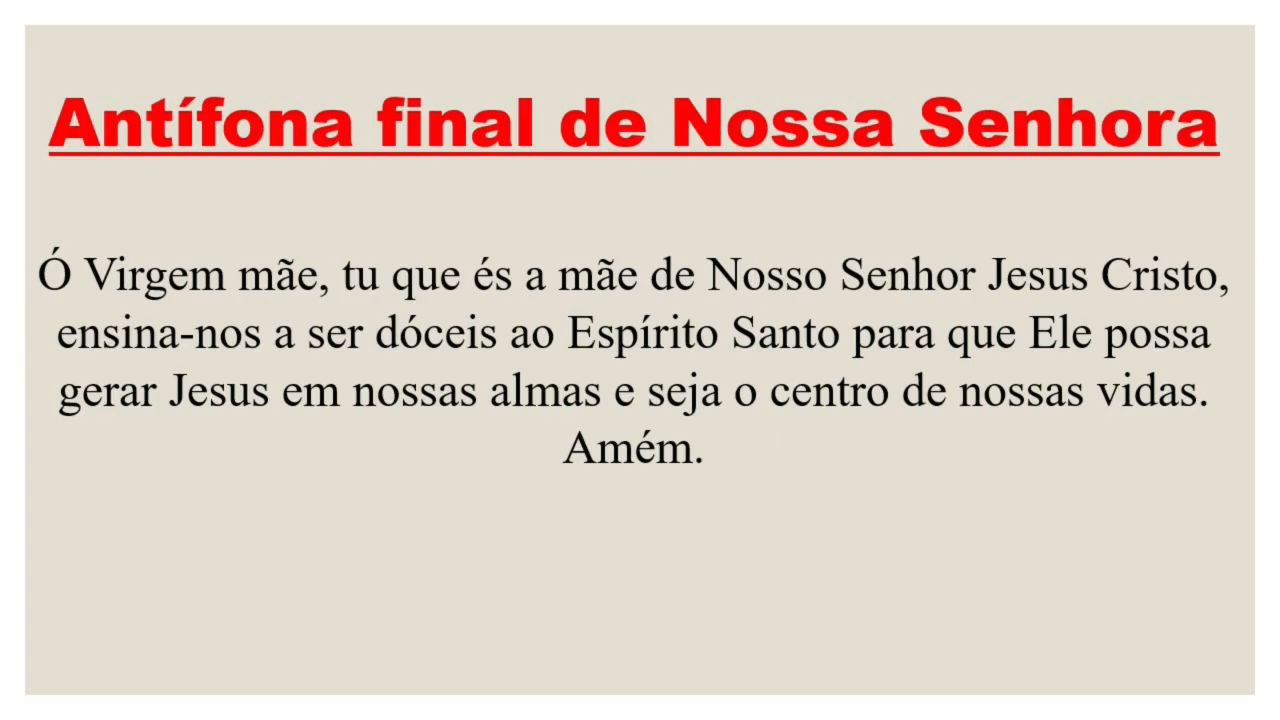 Antífona final de Nossa Senhora
Ó Virgem mãe, tu que és a mãe de Nosso Senhor Jesus Cristo,
ensina-nos a ser dóceis ao Espírito Santo para que Ele possa
gerar Jesus em nossas almas e seja o centro de nossas vidas.
Amém.